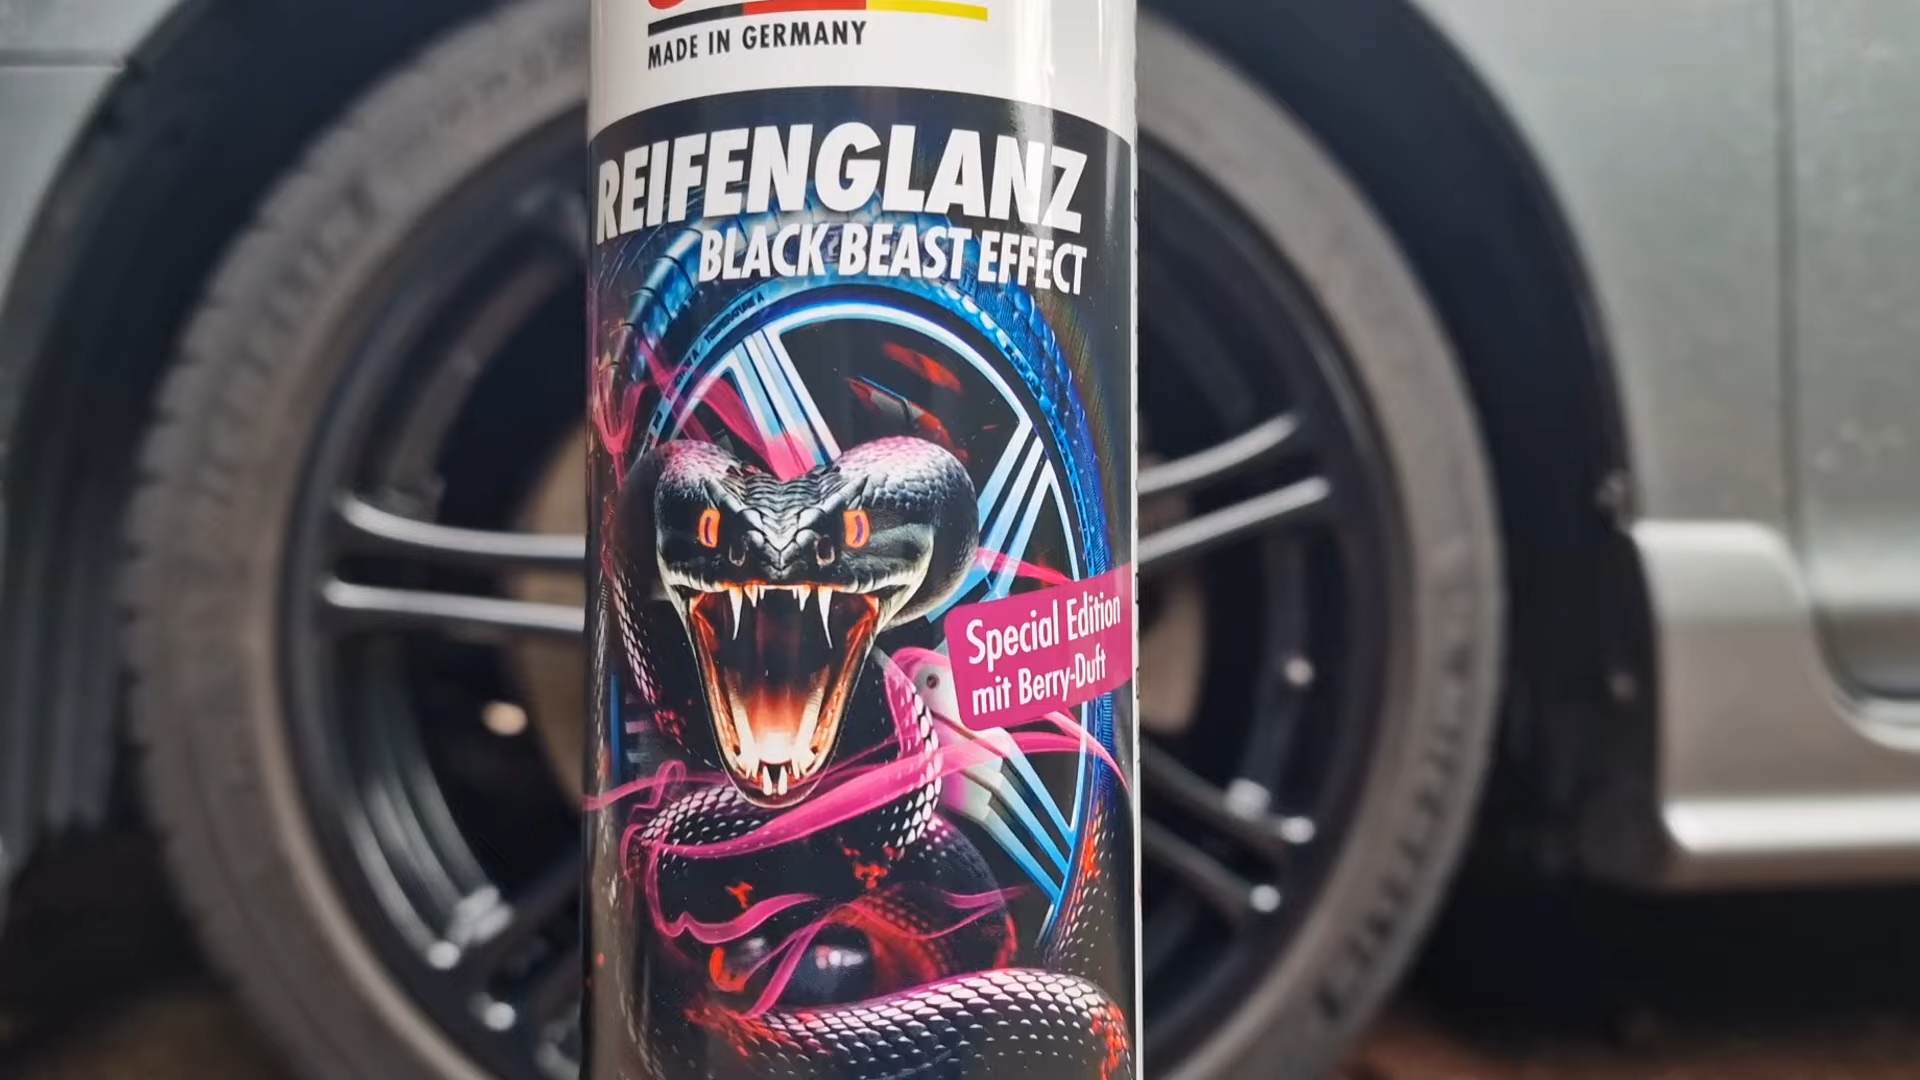 MADE IN GERMANY
REIFENGLANZ
BLACK BEAST EFFECT
Special Edition
mit Berry-Duft